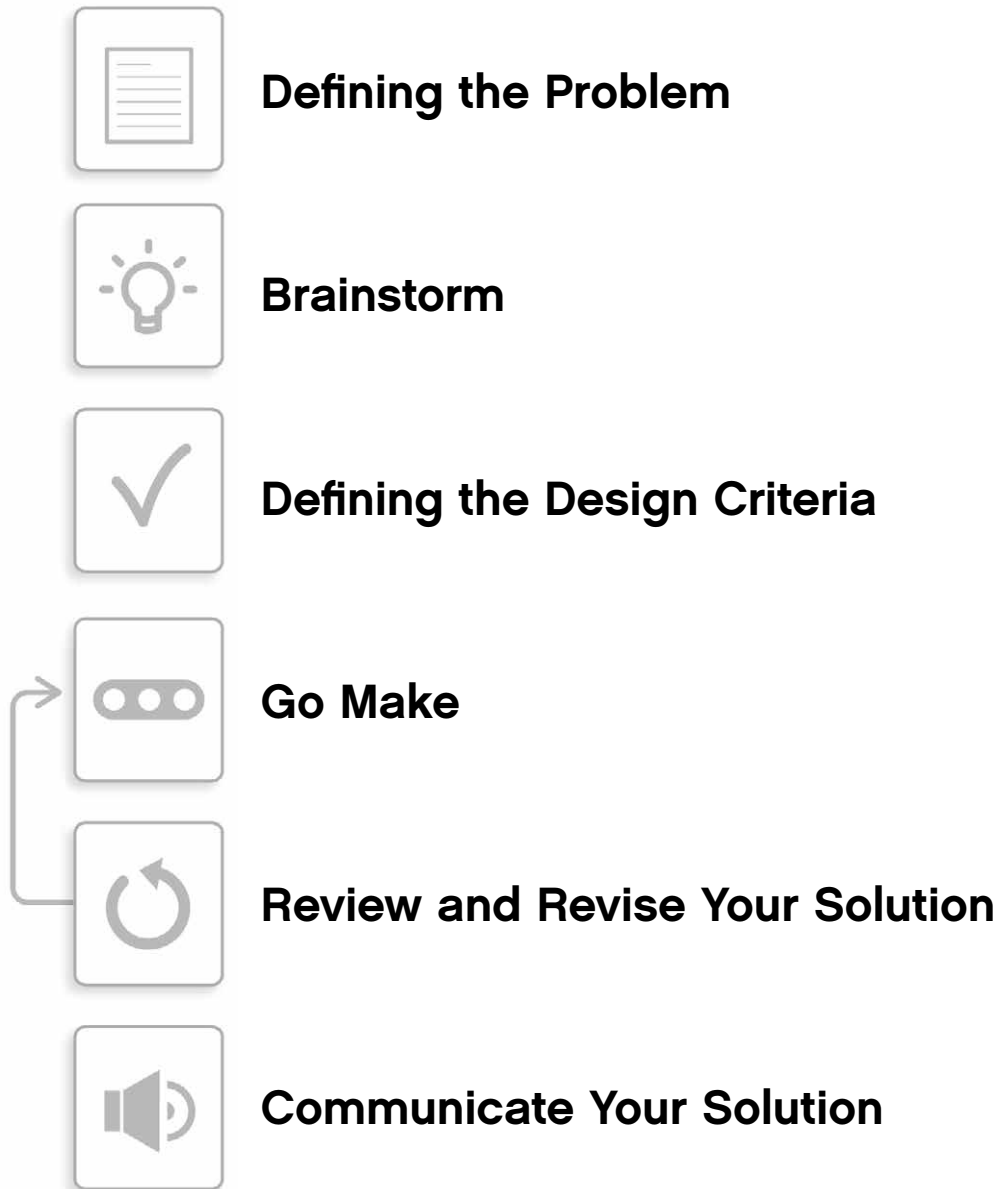 Defining the Problem
Brainstorm
Defining the Design Criteria
Go Make
Review and Revise Your Solution
Communicate Your Solution